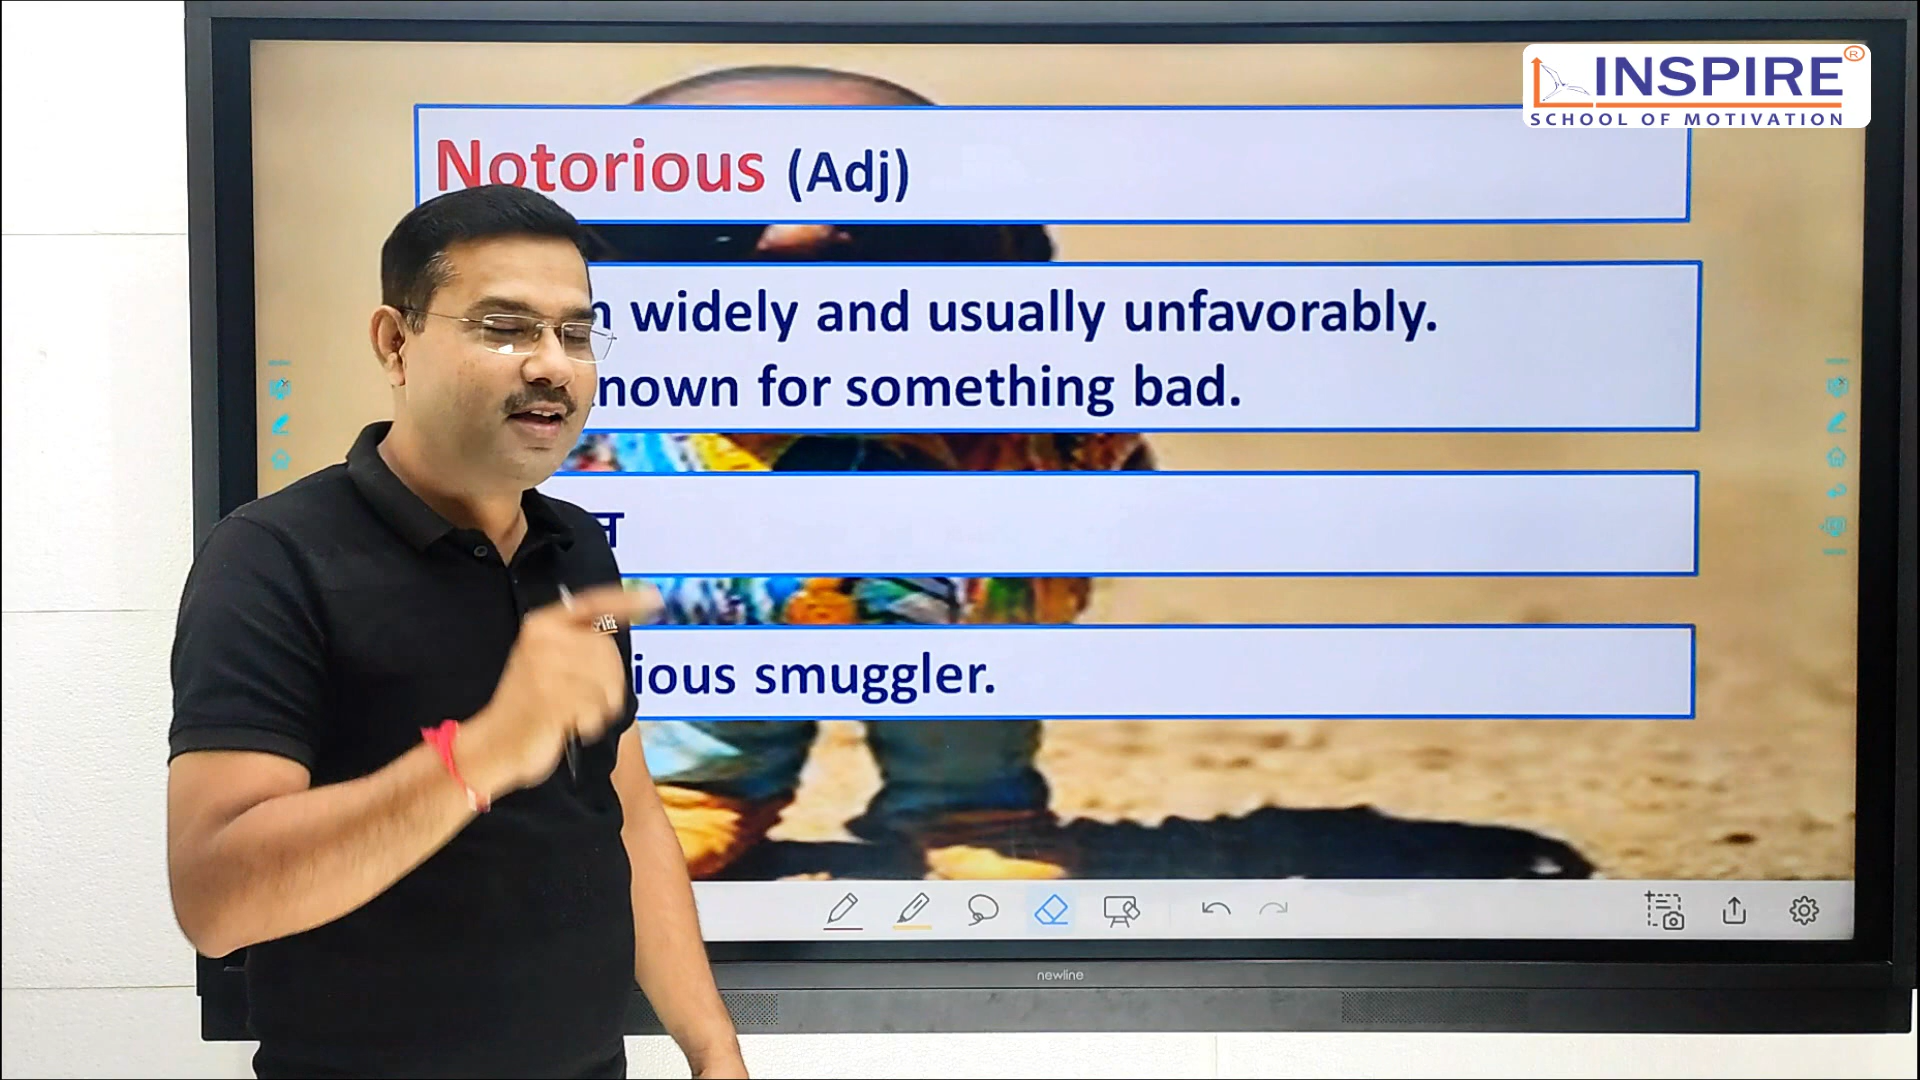 INSPIRE ®
SCHOOL OF MOTIVATION
Notorious (Adj)
widely and usually unfavorably.
nown for something bad.
ious smuggler.
newline